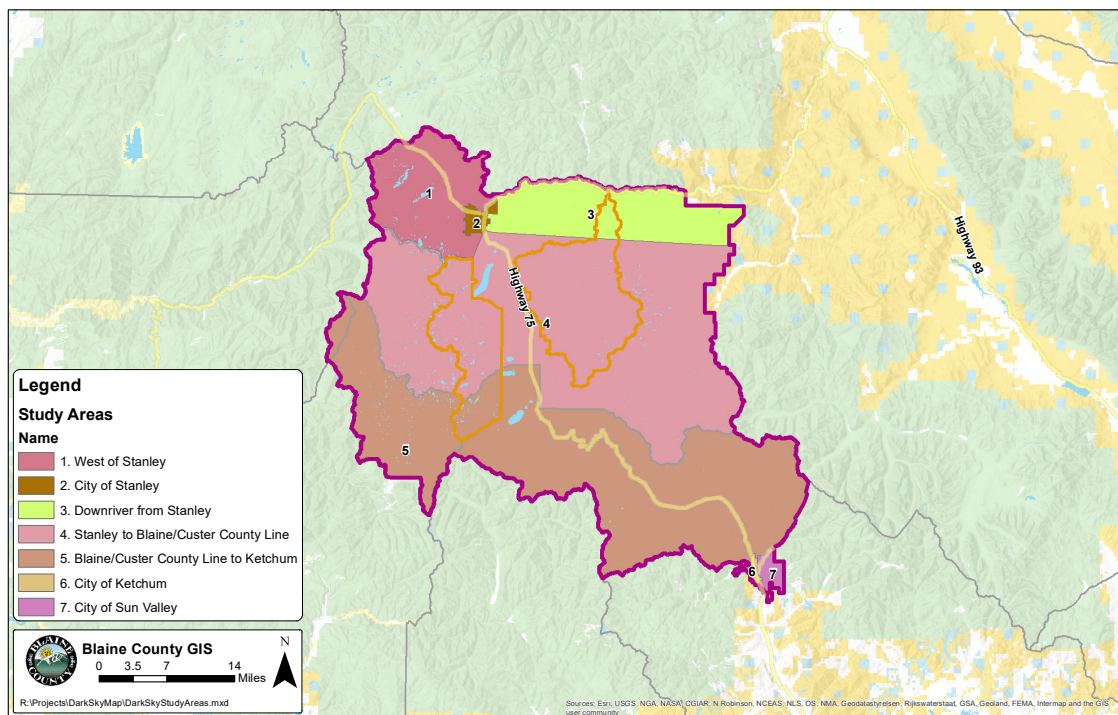 1
2
3
Highway 75
4
5
6
7
Highway 93
Legend
Study Areas
Name
1. West of Stanley
2. City of Stanley
3. Downriver from Stanley
4. Stanley to Blaine/Custer County Line
5. Blaine/Custer County Line to Ketchum
6. City of Ketchum
7. City of Sun Valley
BLAINE
COUNTY
Blaine County GIS
N
0 3.5 7 14
Miles
R:\Projects\DarkSkyMap\DarkSkyStudyAreas.mxd
Sources: Esri, USGS, NGA, NASA, CGIAR, N Robinson, NCEAS, NLS, OS, NMA, Geodatastyrelsen, Rijkswaterstaat, GSA, Geoland, FEMA, Intermap and the GIS
user community